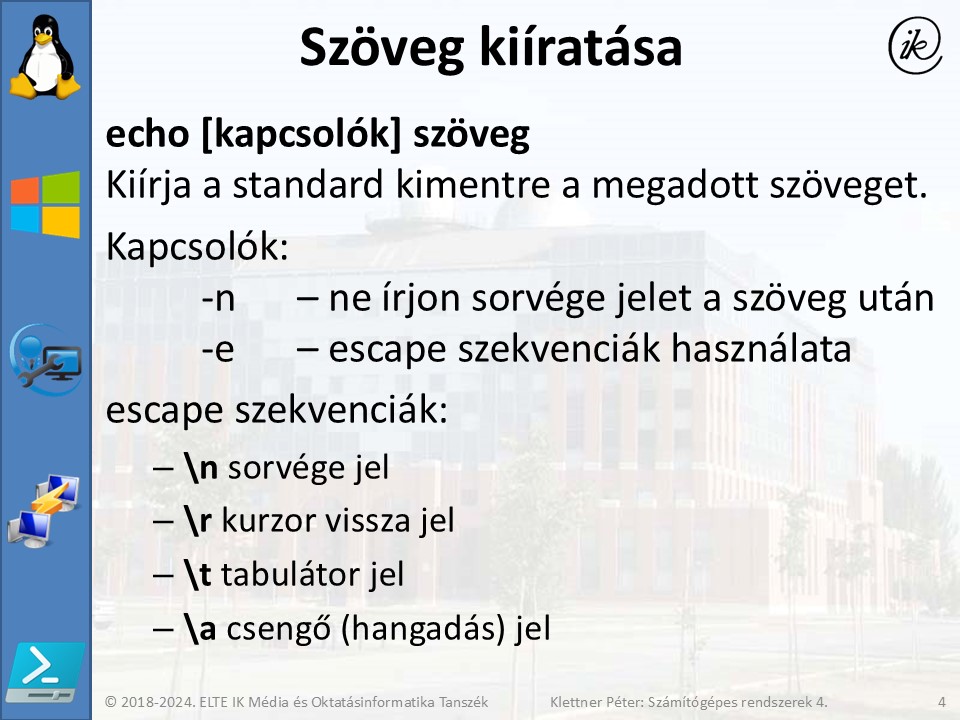 Szöveg kiíratása
ik
echo [kapcsolók] szöveg
Kiírja a standard kimentre a megadott szöveget.
Kapcsolók:
-n – ne írjon sorvége jelet a szöveg után
-e – escape szekvenciák használata
escape szekvenciák:
– \n sorvége jel
– \r kurzor vissza jel
– \t tabulátor jel
– \a csengő (hangadás) jel
© 2018-2024. ELTE IK Média és Oktatásinformatika Tanszék Klettner Péter: Számítógépes rendszerek 4. 4